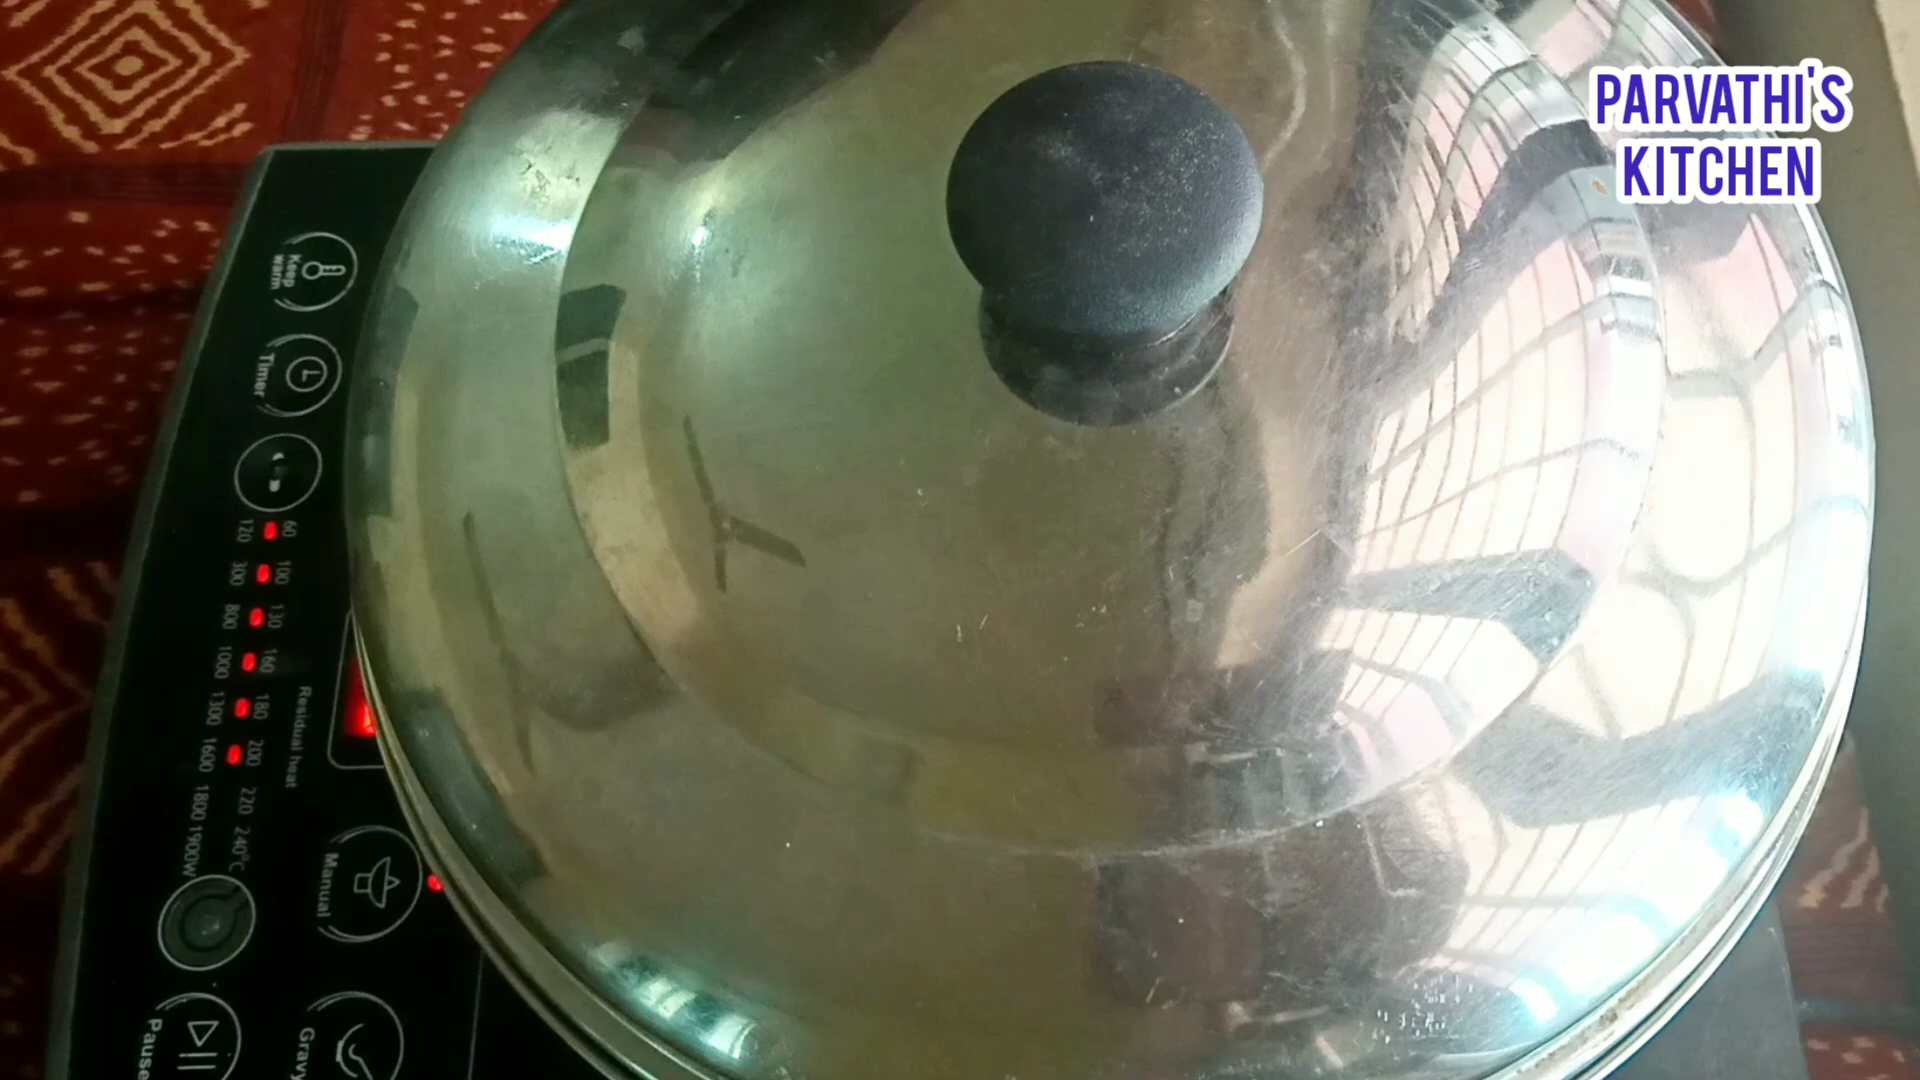 PARVATHI'S
KITCHEN
Keep
warm
Timer
60
120
100
300
130
800
160
1000
180
1300
200
1600
220
1800
240°C
1900W
Residual heat
Manual
Pause
Gravy